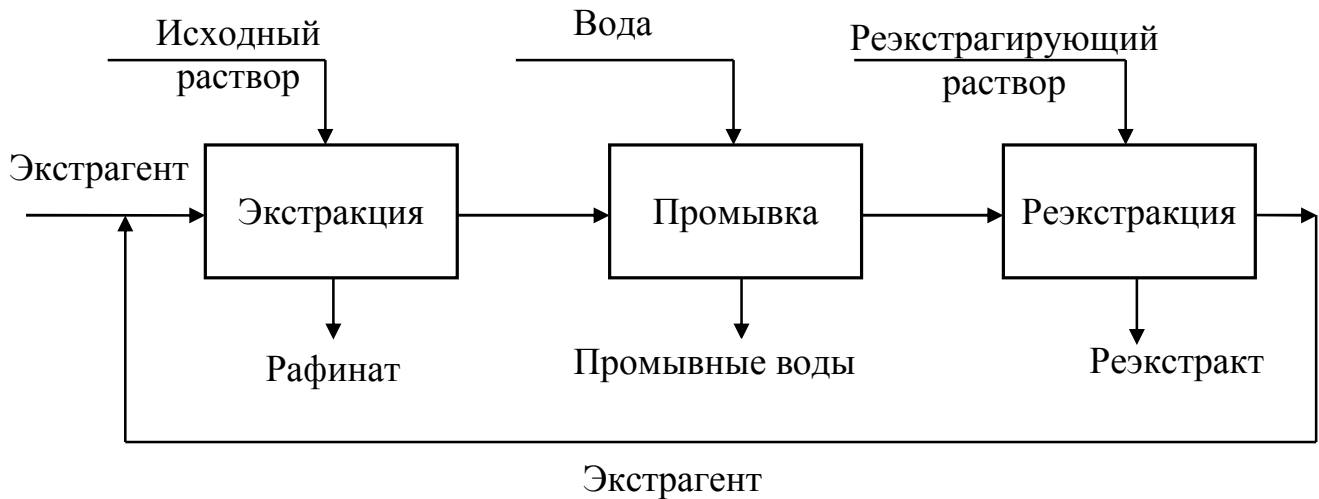 Исходный
раствор
Вода
Реэкстрагирующий
раствор
Экстрагент
Экстракция
Промывка
Реэкстракция
Рафинат
Промывные воды
Реэкстракт
Экстрагент